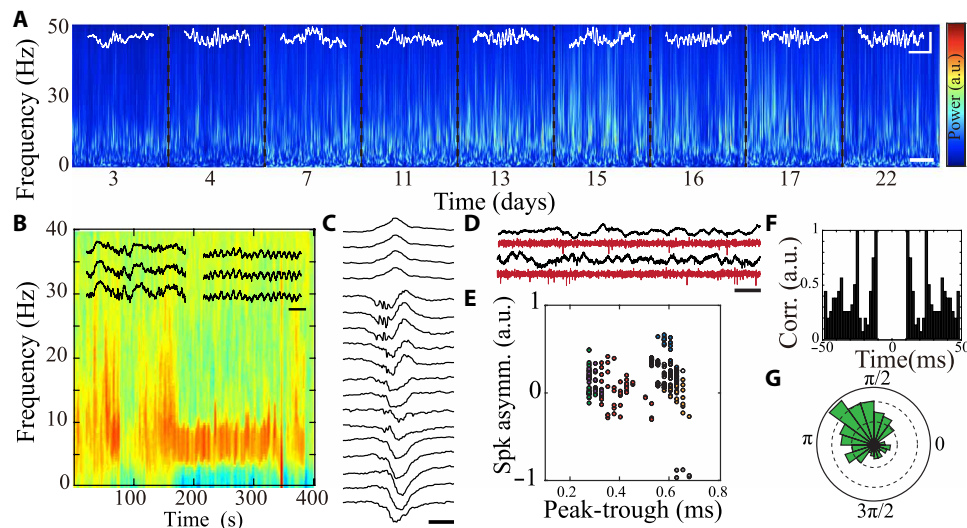 A
Frequency (Hz)
50
30
0
3 4 7 11 13 15 16 17 22
Time (days)
Power (a.u.)
B
Frequency (Hz)
40
30
20
10
0
100 200 300 400
Time (s)
C
D
E
Spk asymm. (a.u.)
1
0
−1
0.2 0.4 0.6 0.8
Peak-trough (ms)
F
Corr. (a.u.)
1
0.5
0
-50 0 50
Time(ms)
G
π/2
π
0
3π/2